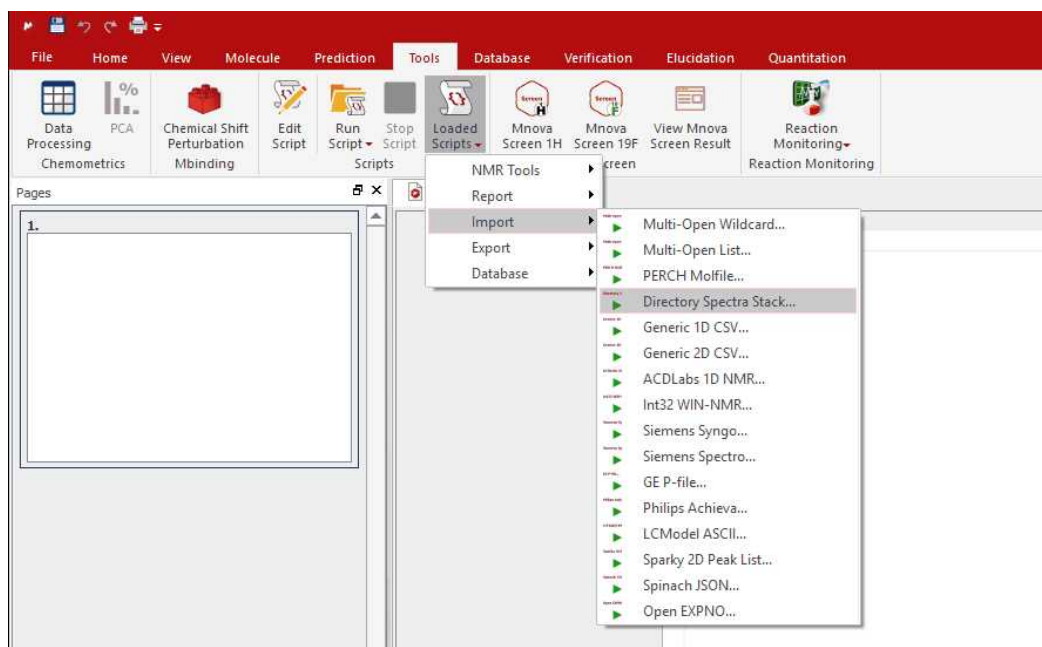 File Home View Molecule Prediction Tools Database Verification Elucidation Quantitation
%
Screen Screen
H F
Data PCA Chemical Shift Edit Run Stop Loaded Mnova Mnova View Mnova Reaction
Processing Perturbation Script Script Script Scripts Screen 1H Screen 19F Screen Result Monitoring
Chemometrics Mbinding Scripts creen Reaction Monitoring
Pages
1.
NMR Tools
Report
Import
Export
Database
Multi-Open Wildcard...
Multi-Open List...
PERCH Molfile...
Directory Spectra Stack...
Generic 1D CSV...
Generic 2D CSV...
ACDLabs 1D NMR...
Int32 WIN-NMR...
Siemens Syngo...
Siemens Spectro...
GE P-file...
Philips Achieva...
LCModel ASCII...
Sparky 2D Peak List...
Spinach JSON...
Open EXPNO...